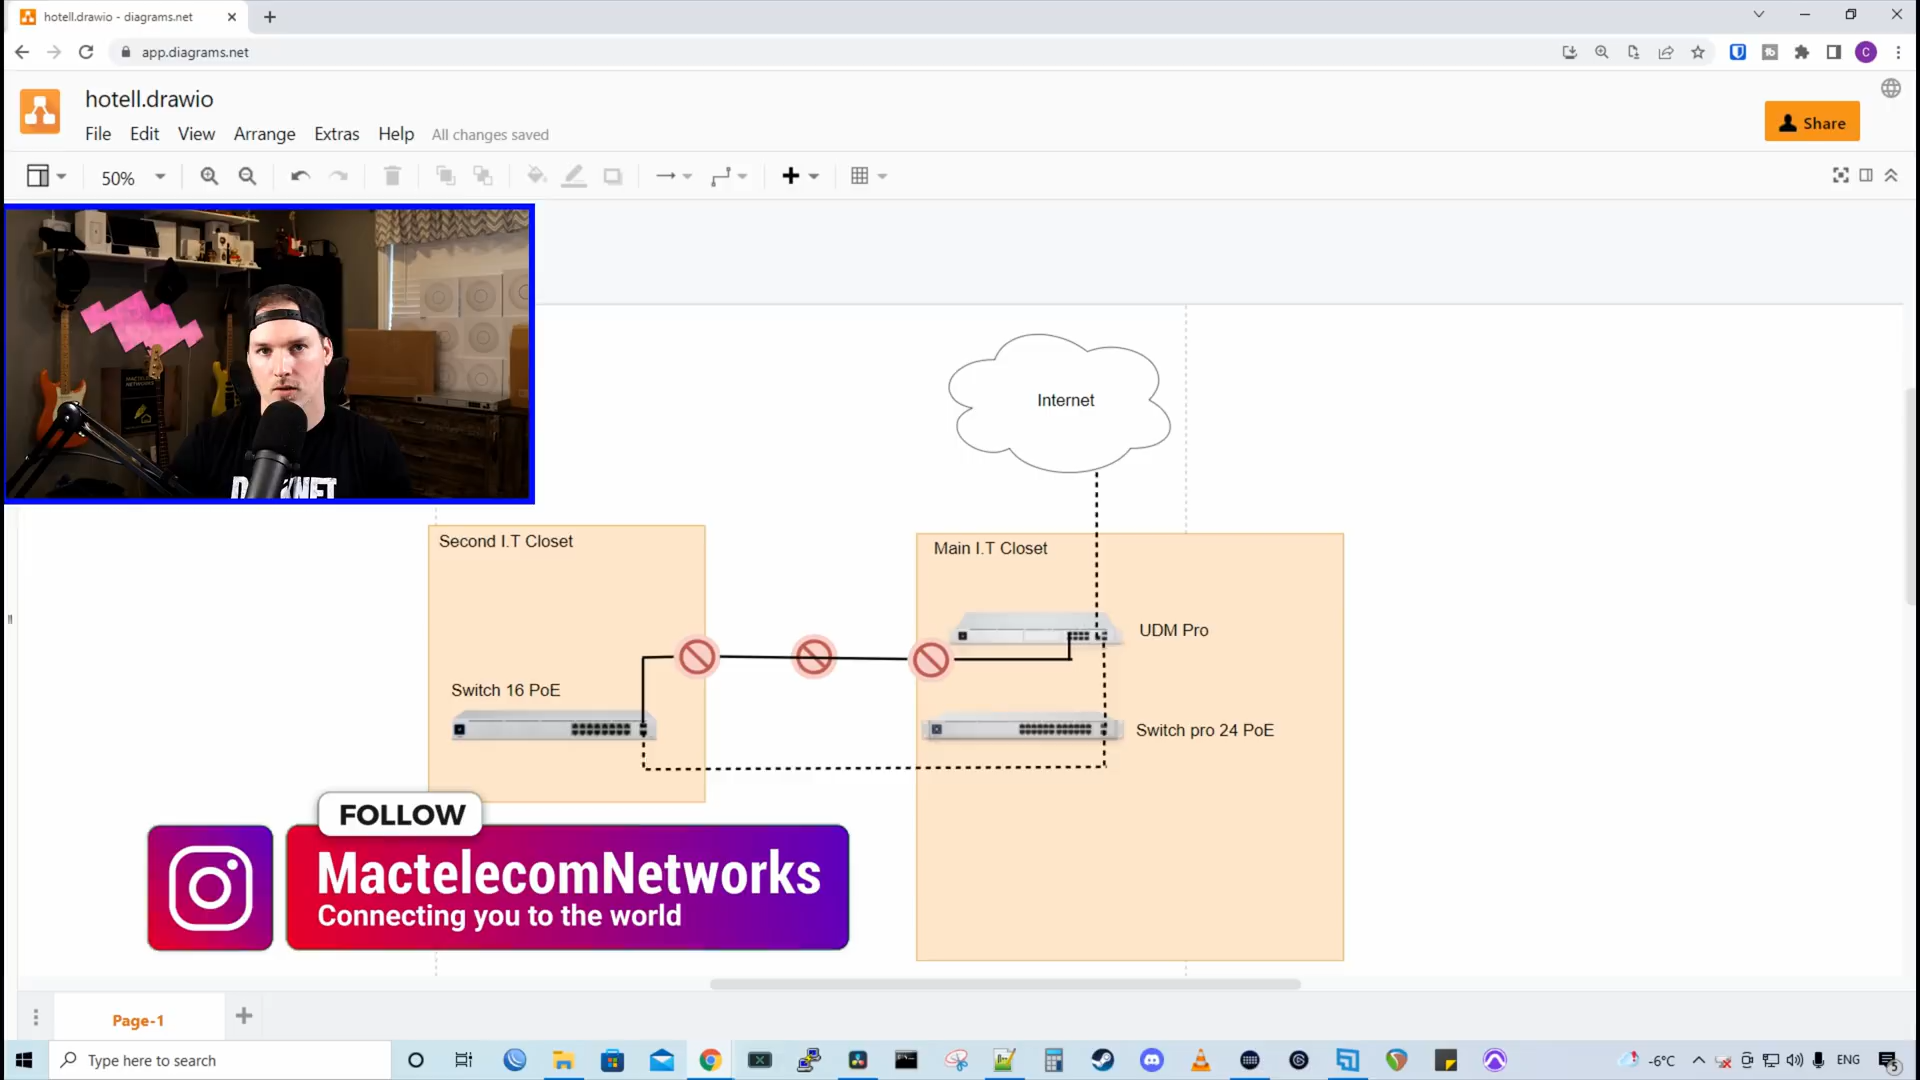 hotell.drawio - diagrams.net
app.diagrams.net
hotell.drawio
File Edit View Arrange Extras Help All changes saved
Share
50%
Internet
Second I.T Closet
Main I.T Closet
UDM Pro
Switch 16 PoE
Switch pro 24 PoE
FOLLOW
MactelecomNetworks
Connecting you to the world
Page-1
Type here to search
-6°C
ENG
5